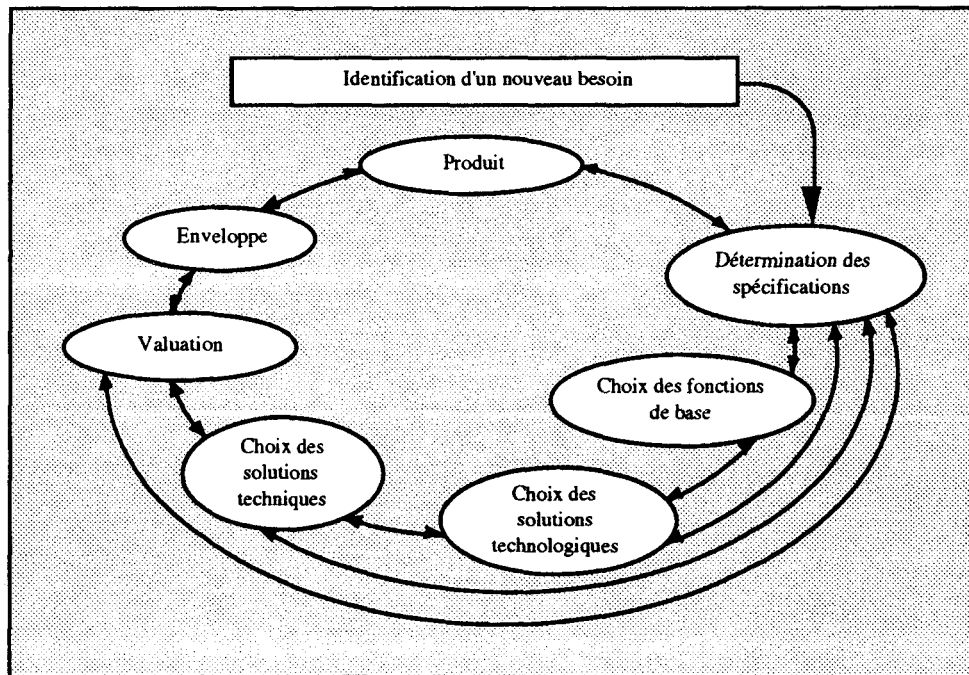 Identification d'un nouveau besoin
Produit
Enveloppe
Détermination des
spécifications
Valuation
Choix des fonctions
de base
Choix des
solutions
techniques
Choix des
solutions
technologiques